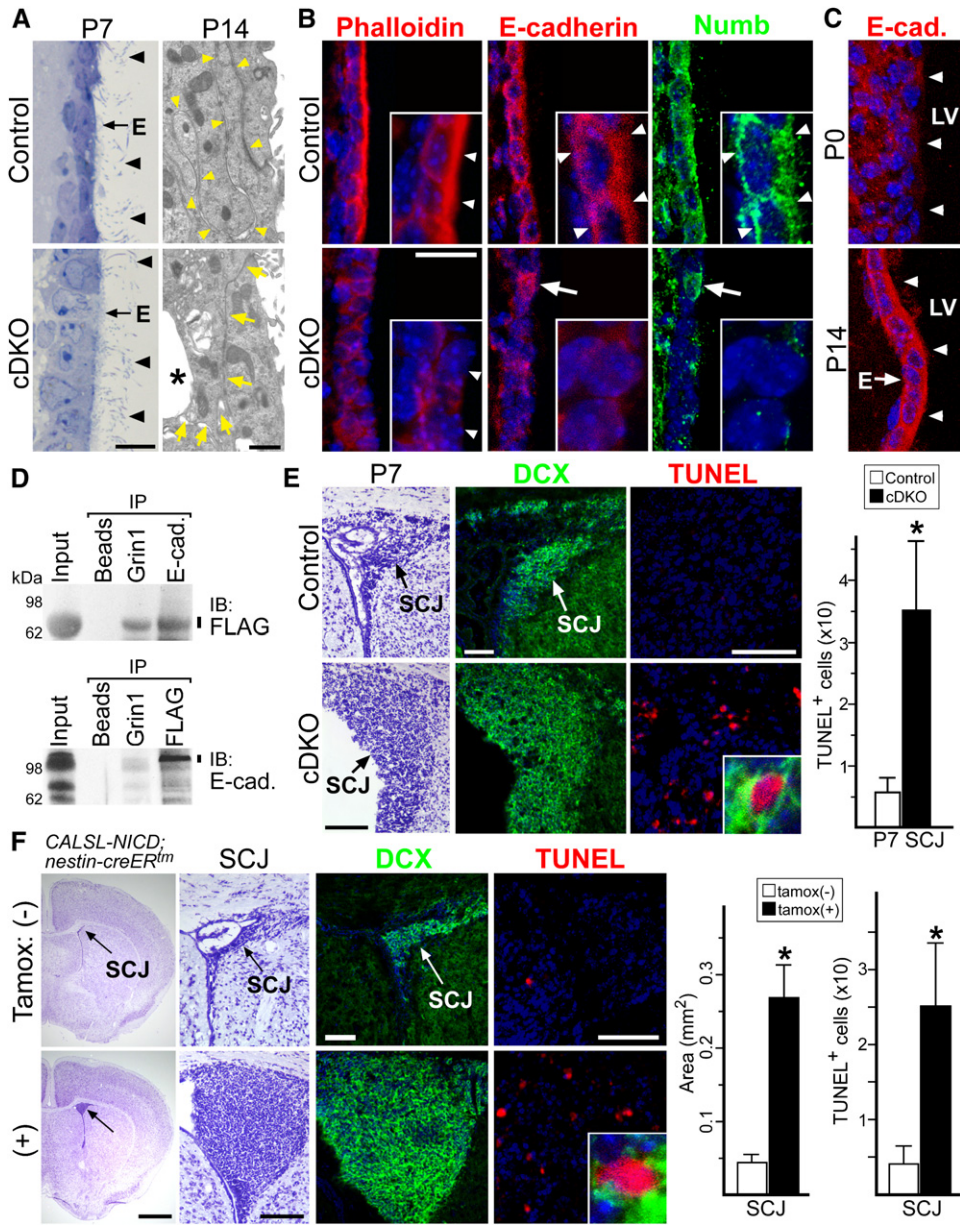 A
P7
P14
Control
cDKO
E
E
*
B
Phalloidin
E-cadherin
Numb
Control
cDKO
C
E-cad.
P0
LV
P14
LV
E
D
IP
Input
Beads
Grin1
E-cad.
kDa
98
62
IB:
FLAG
IP
Input
Beads
Grin1
FLAG
98
62
IB:
E-cad.
E
P7
DCX
TUNEL
Control
SCJ
SCJ
cDKO
SCJ
Control
cDKO
TUNEL+ cells (x10)
4
3
2
1
*
P7 SCJ
F
CALSL-NICD;
nestin-creERtm
SCJ
DCX
TUNEL
Tamox: (-)
SCJ
SCJ
SCJ
(+)
tamox(-)
tamox(+)
Area (mm2)
0.3
0.2
0.1
*
SCJ
TUNEL+ cells (x10)
3
2
1
*
SCJ